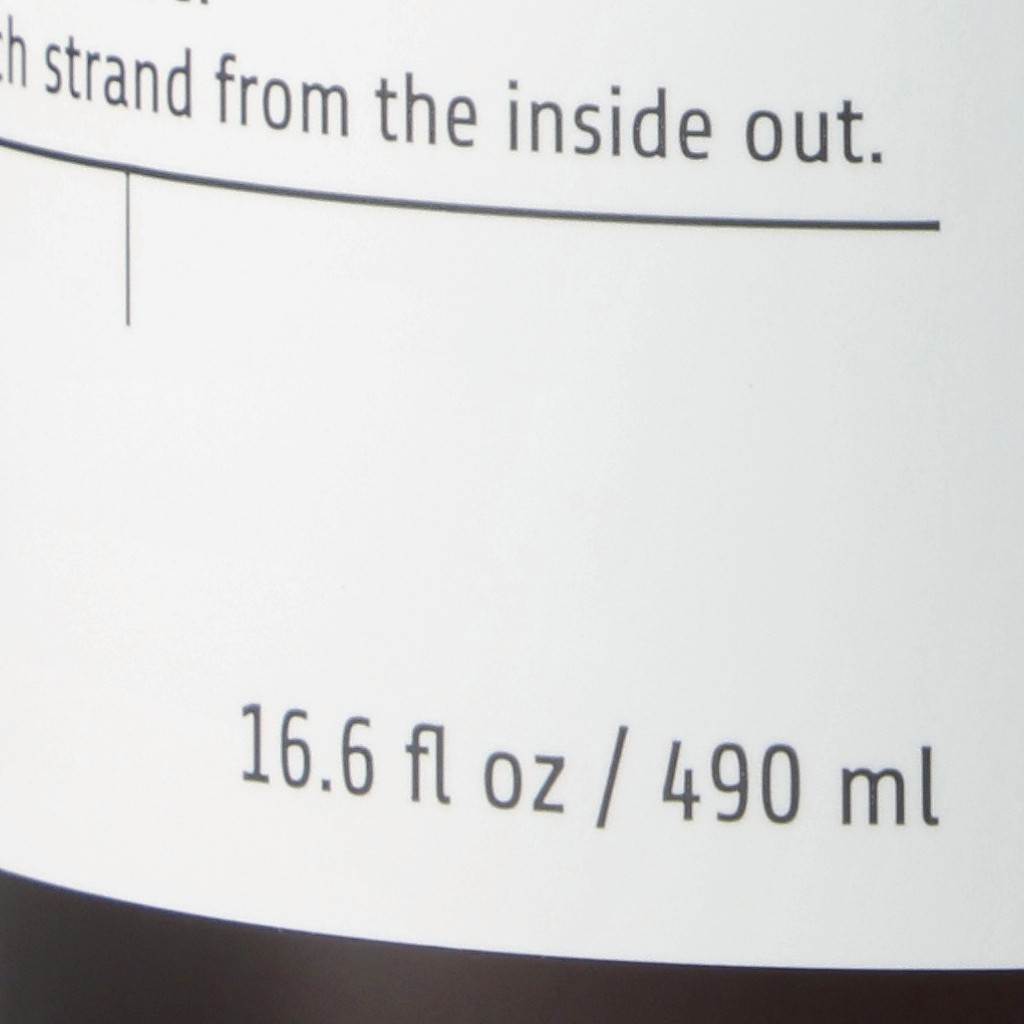 strand from the inside out.
16.6 fl oz / 490 ml